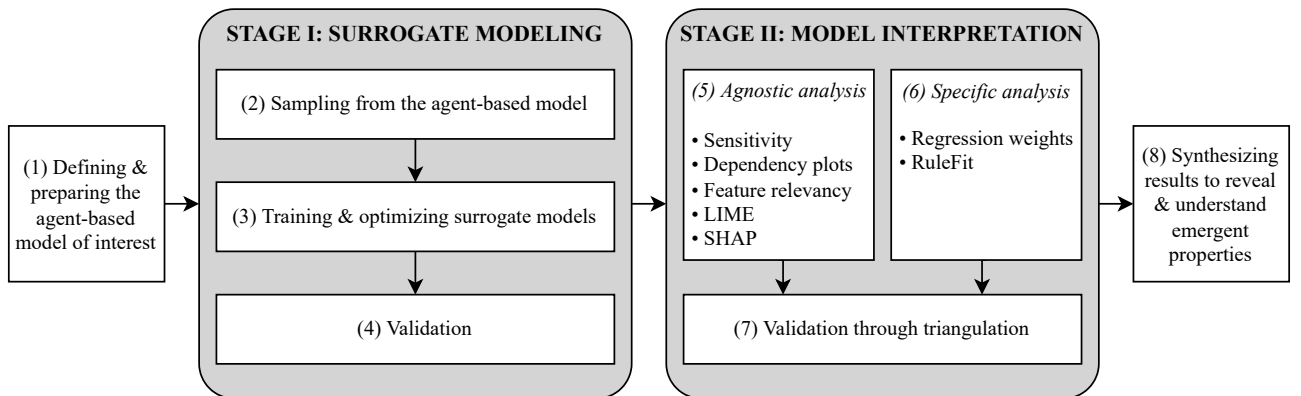 (1) Defining &
preparing the
agent-based
model of interest
STAGE I: SURROGATE MODELING
(2) Sampling from the agent-based model
(3) Training & optimizing surrogate models
(4) Validation
STAGE II: MODEL INTERPRETATION
(5) Agnostic analysis
• Sensitivity
• Dependency plots
• Feature relevancy
• LIME
• SHAP
(6) Specific analysis
• Regression weights
• RuleFit
(7) Validation through triangulation
(8) Synthesizing
results to reveal
& understand
emergent
properties